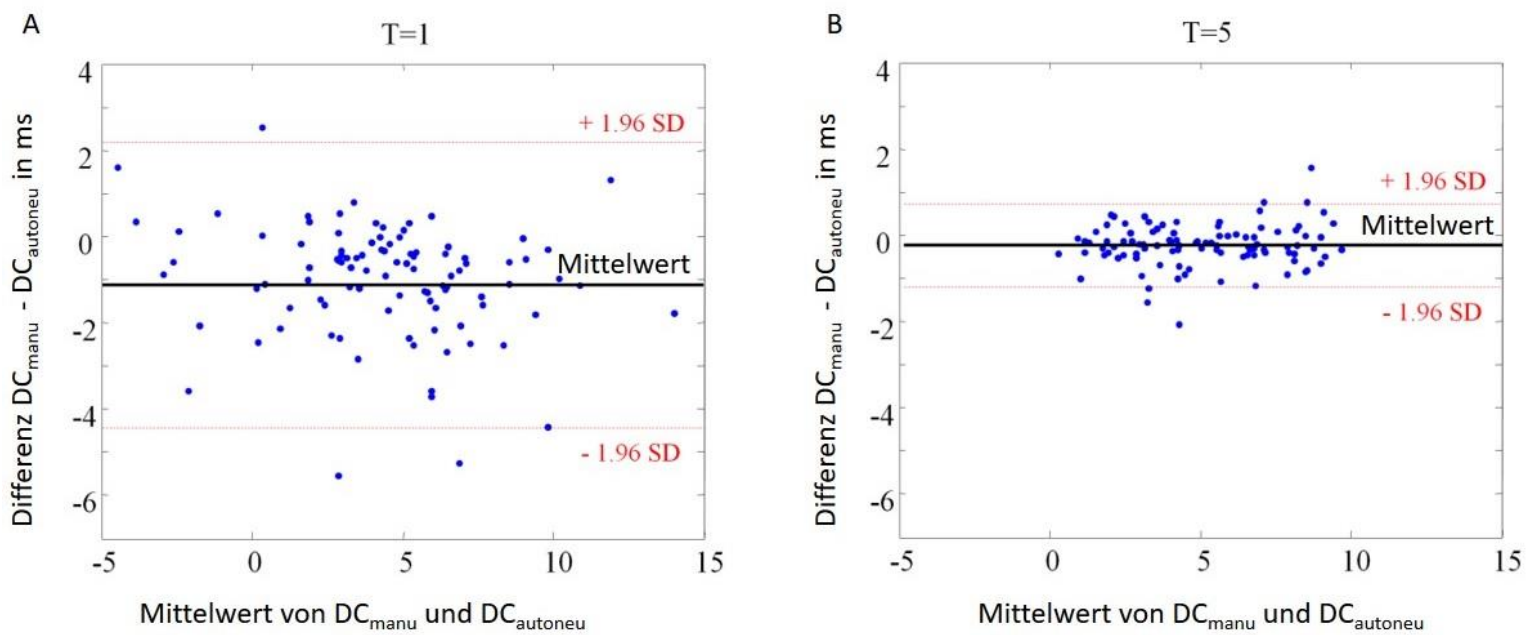 A
T=1
4
2
0
-2
-4
-6
+ 1.96 SD
Mittelwert
- 1.96 SD
-5
0
5
10
15
Differenz DCmanu - DCautoneu in ms
Mittelwert von DCmanu und DCautoneu
B
T=5
4
2
0
-2
-4
-6
+ 1.96 SD
Mittelwert
- 1.96 SD
-5
0
5
10
15
Differenz DCmanu - DCautoneu in ms
Mittelwert von DCmanu und DCautoneu